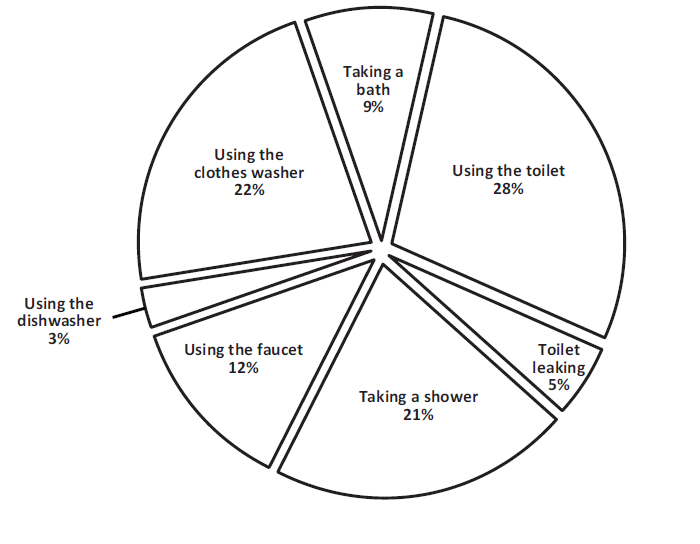 Taking a
bath
9%
Using the toilet
28%
Using the
clothes washer
22%
Using the
dishwasher
3%
Using the faucet
12%
Toilet
leaking
5%
Taking a shower
21%